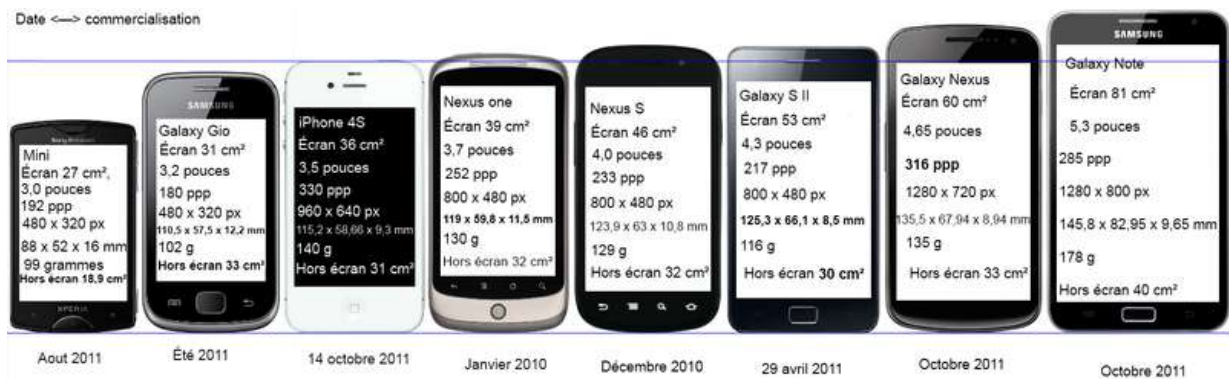 Date <—> commercialisation
Sony Ericsson
Mini
Écran 27 cm²,
3,0 pouces
192 ppp
480 x 320 px
88 x 52 x 16 mm
99 grammes
Hors écran 18,9 cm²
XPERIA
Aout 2011
SAMSUNG
Galaxy Gio
Écran 31 cm²
3,2 pouces
180 ppp
480 x 320 px
110,5 x 57,5 x 12,2 mm
102 g
Hors écran 33 cm²
Été 2011
iPhone 4S
Écran 36 cm²
3,5 pouces
330 ppp
960 x 640 px
115,2 x 58,66 x 9,3 mm
140 g
Hors écran 31 cm²
14 octobre 2011
Nexus one
Écran 39 cm²
3,7 pouces
252 ppp
800 x 480 px
119 x 59,8 x 11,5 mm
130 g
Hors écran 32 cm²
Janvier 2010
Nexus S
Écran 46 cm²
4,0 pouces
233 ppp
800 x 480 px
123,9 x 63 x 10,8 mm
129 g
Hors écran 32 cm²
Décembre 2010
Galaxy S II
Écran 53 cm²
4,3 pouces
217 ppp
800 x 480 px
125,3 x 66,1 x 8,5 mm
116 g
Hors écran 30 cm²
29 avril 2011
Galaxy Nexus
Écran 60 cm²
4,65 pouces
316 ppp
1280 x 720 px
135,5 x 67,94 x 8,94 mm
135 g
Hors écran 33 cm²
Octobre 2011
SAMSUNG
Galaxy Note
Écran 81 cm²
5,3 pouces
285 ppp
1280 x 800 px
145,8 x 82,95 x 9,65 mm
178 g
Hors écran 40 cm²
Octobre 2011